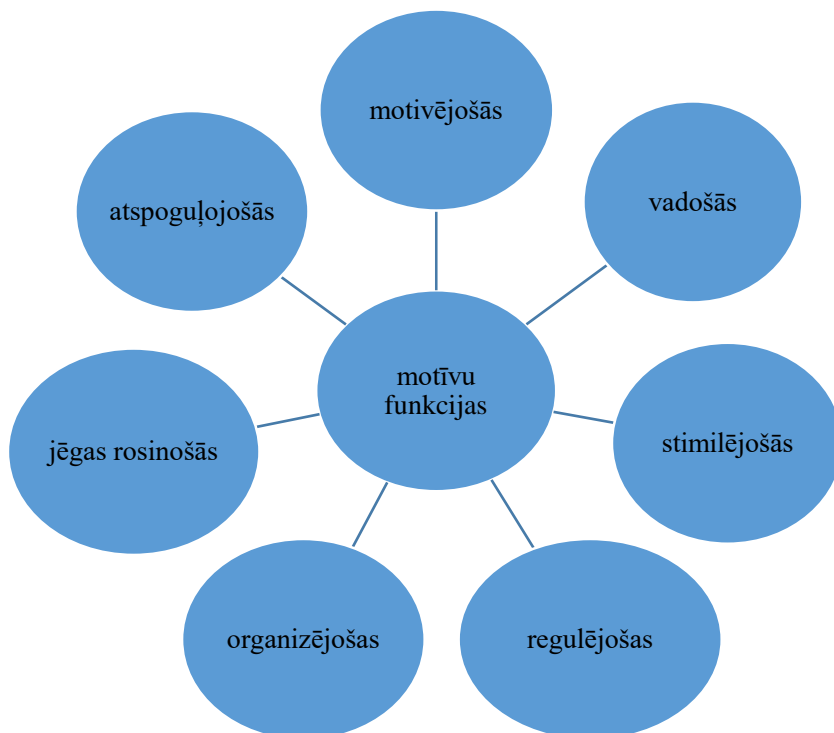 motivējošās
vadošās
atspoguļojošās
motīvu
funkcijas
stimilējošās
jēgas rosinošās
organizējošas
regulējošas